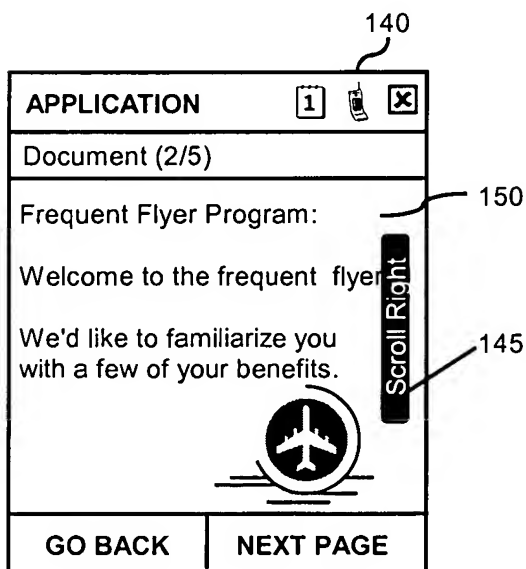 140
APPLICATION 1
Document (2/5)
150
Frequent Flyer Program:
Welcome to the frequent flyer
Scroll Right
145
We'd like to familiarize you
with a few of your benefits.
GO BACK NEXT PAGE